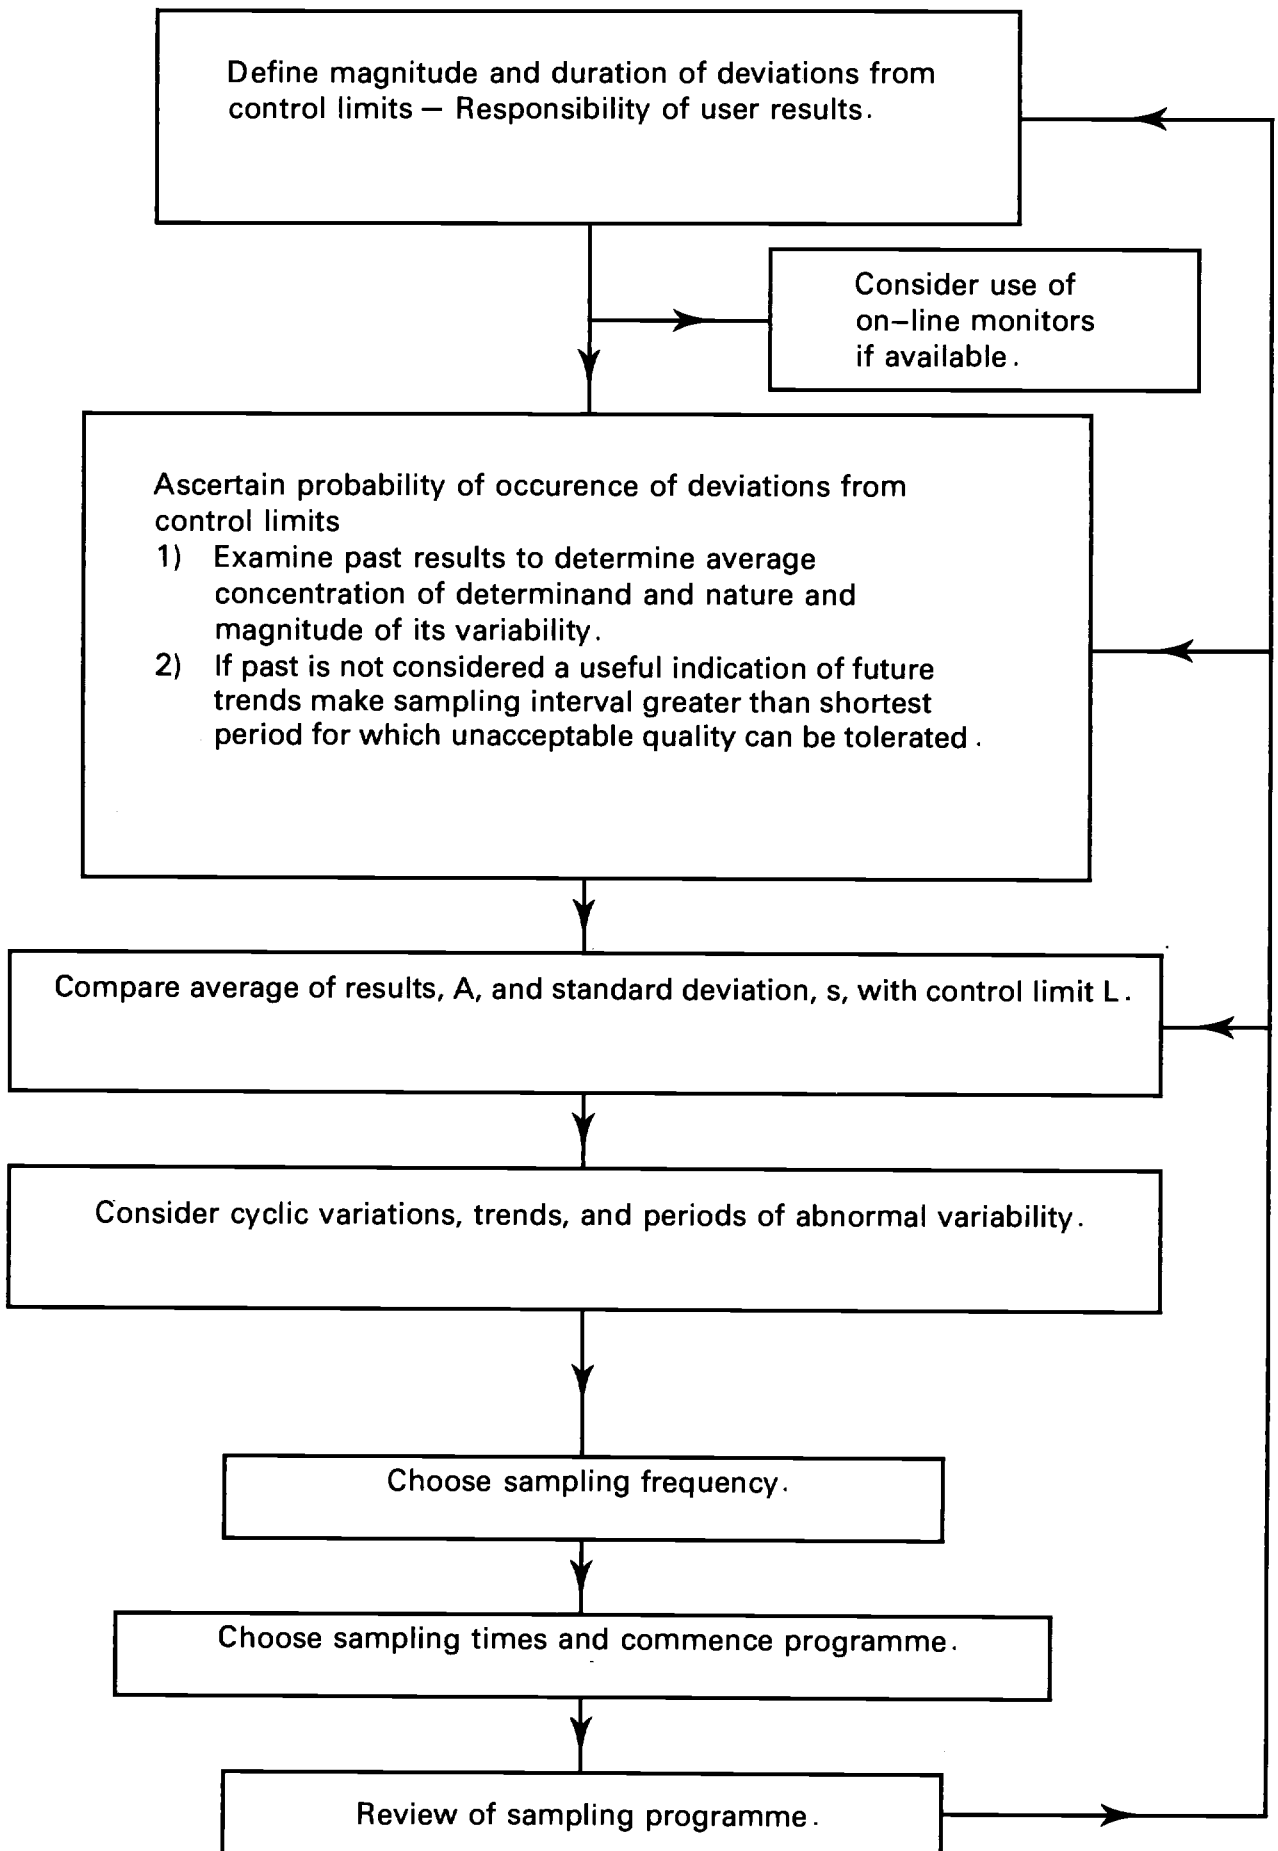 Define magnitude and duration of deviations from
control limits — Responsibility of user results.
Consider use of
on–line monitors
if available.
Ascertain probability of occurence of deviations from
control limits
1) Examine past results to determine average
concentration of determinand and nature and
magnitude of its variability.
2) If past is not considered a useful indication of future
trends make sampling interval greater than shortest
period for which unacceptable quality can be tolerated.
Compare average of results, A, and standard deviation, s, with control limit L.
Consider cyclic variations, trends, and periods of abnormal variability.
Choose sampling frequency.
Choose sampling times and commence programme.
Review of sampling programme.